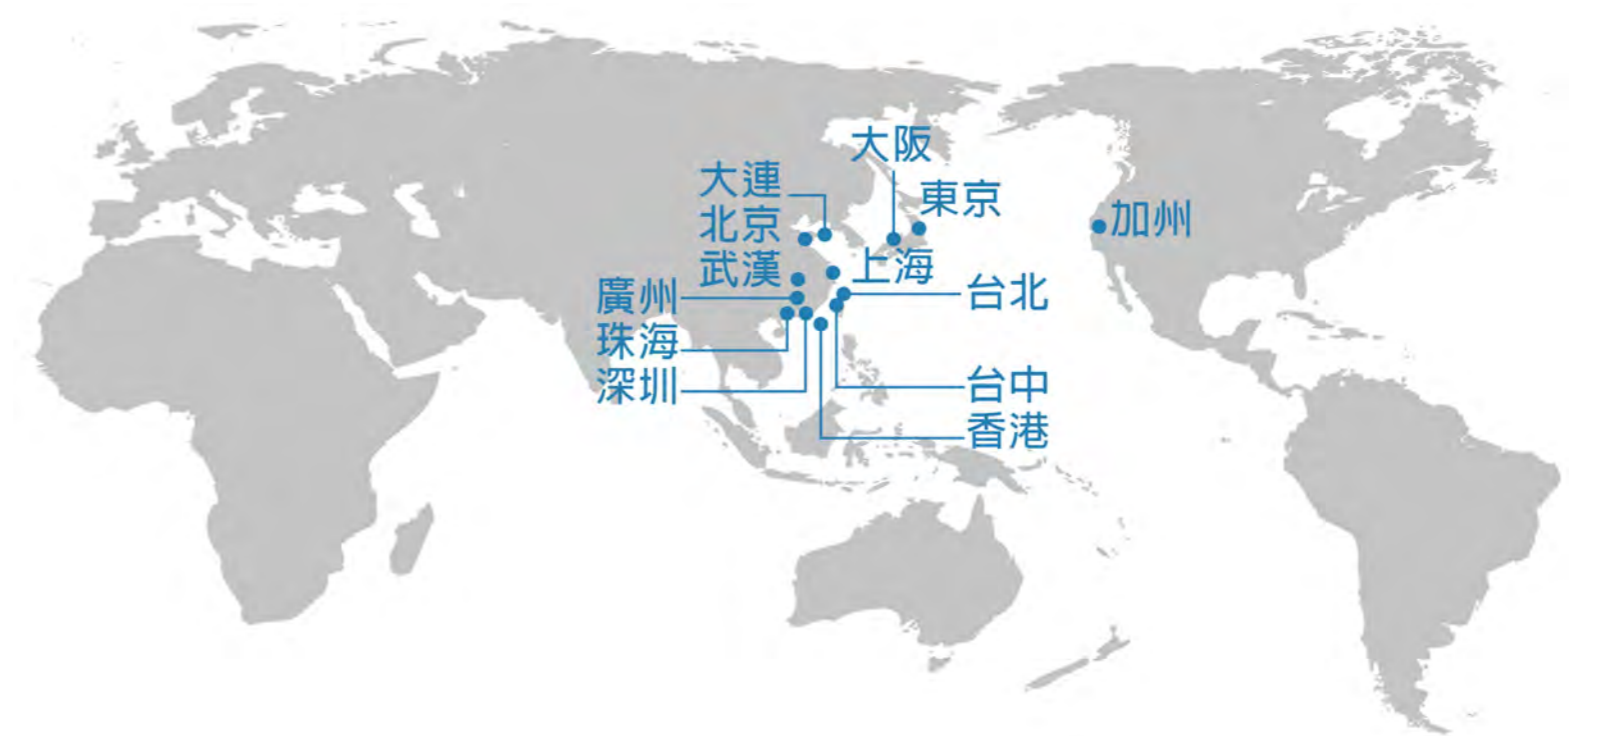 大阪
大連
東京
北京
加州
武漢
上海
廣州
台北
珠海
深圳
台中
香港